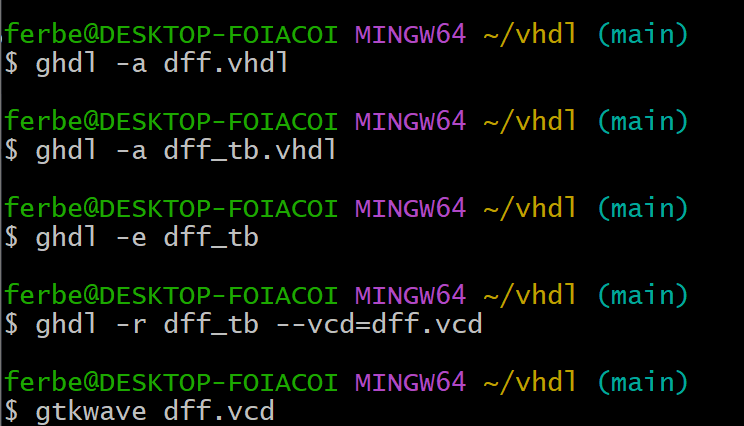 ferbe@DESKTOP-FOIACOI MINGW64 ~/vhdl (main)
$ ghdl -a dff.vhdl
ferbe@DESKTOP-FOIACOI MINGW64 ~/vhdl (main)
$ ghdl -a dff_tb.vhdl
ferbe@DESKTOP-FOIACOI MINGW64 ~/vhdl (main)
$ ghdl -e dff_tb
ferbe@DESKTOP-FOIACOI MINGW64 ~/vhdl (main)
$ ghdl -r dff_tb --vcd=dff.vcd
ferbe@DESKTOP-FOIACOI MINGW64 ~/vhdl (main)
$ gtkwave dff.vcd